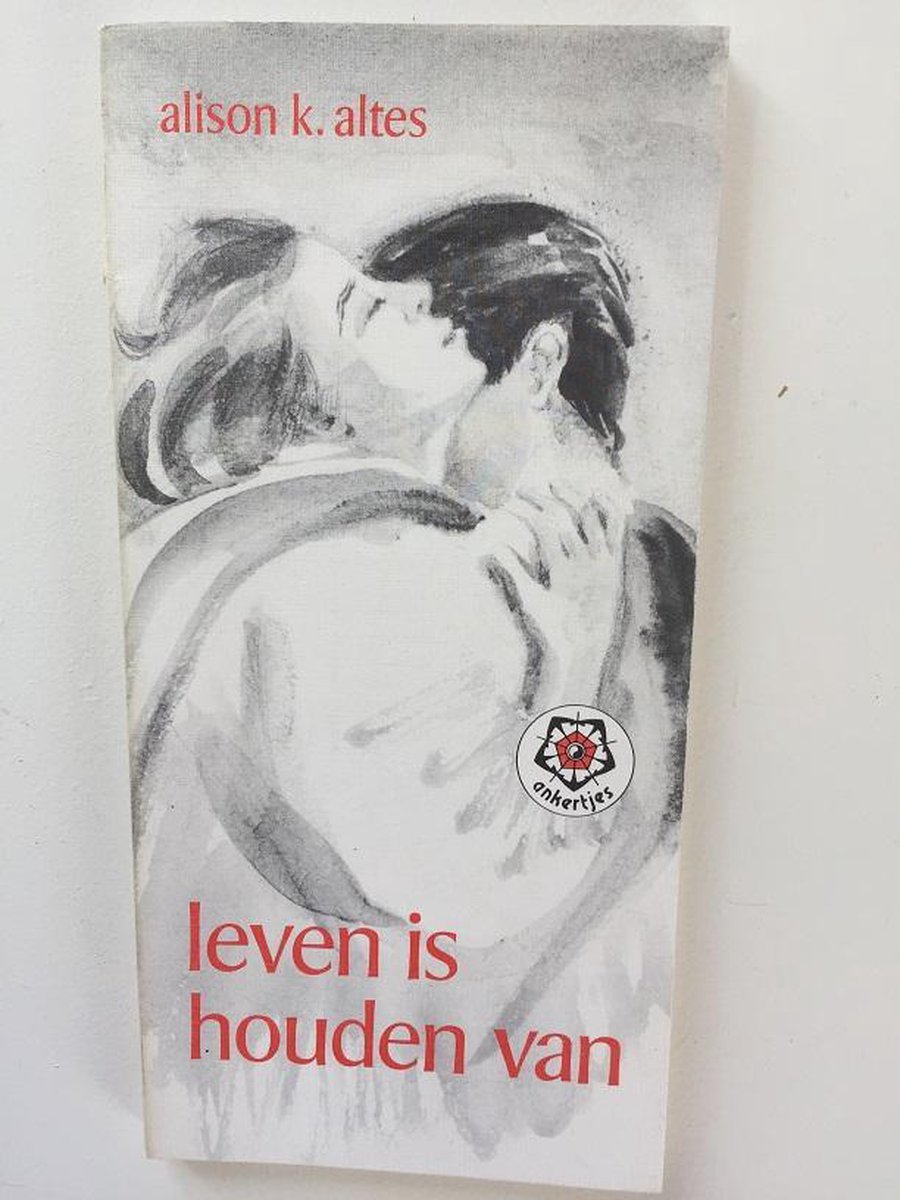 alison k. altes
ankertjes
leven is
houden van